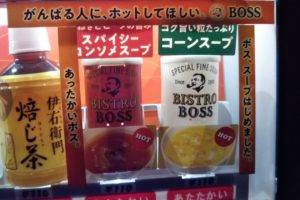 がんばる人に、ホットしてほしい。 BOSS
スパイシー
コンソメスープ
コク旨い粒たっぷり
コーンスープ
あったかいボス。
ボス、スープはじめました。
SPECIAL FINE SOUP
BISTRO
BOSS
HOT
SPECIAL FINE SOUP
BISTRO
BOSS
HOT
伊右衛門
焙じ茶
あたたかい